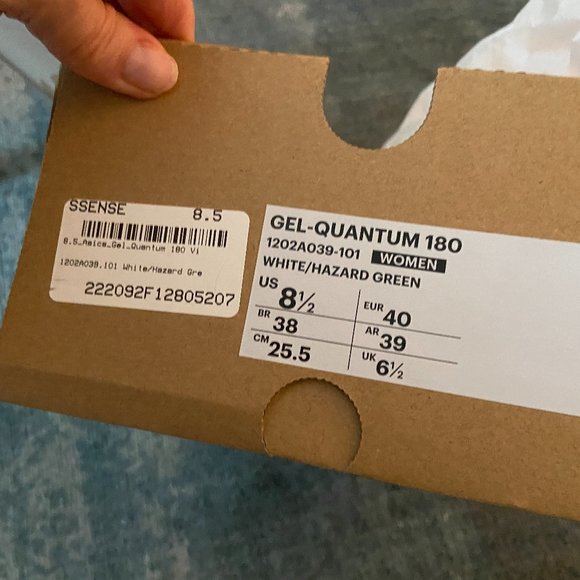 SSENSE 8.5
8.5_Asics_Gel_Quantum 180 Vi
1202A039.101 White/Hazard Gre
222092F12805207
GEL-QUANTUM 180
1202A039-101 WOMEN
WHITE/HAZARD GREEN
US 8½ EUR 40
BR 38 AR 39
CM 25.5 UK 6½